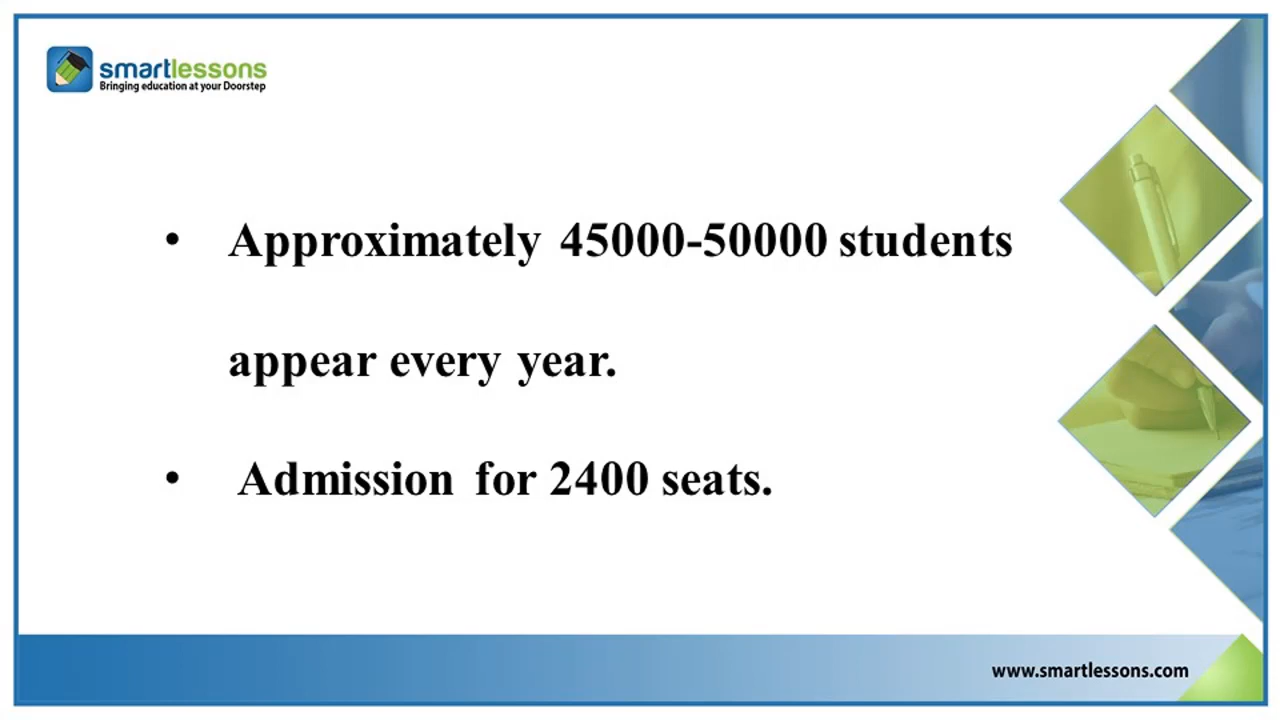 smartlessons
Bringing education at your Doorstep
• Approximately 45000-50000 students
appear every year.
• Admission for 2400 seats.
www.smartlessons.com